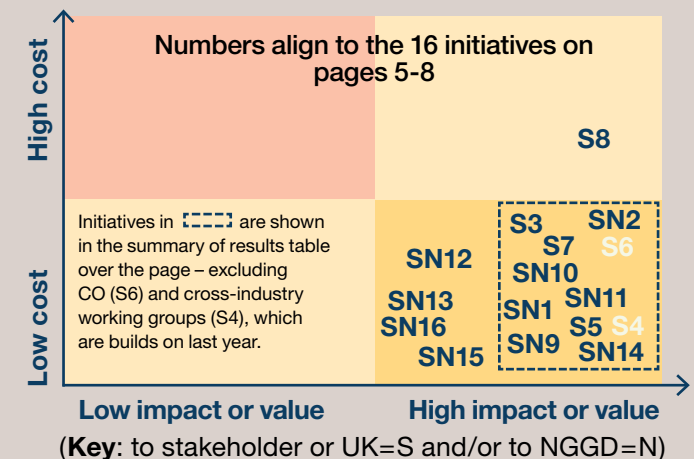 Numbers align to the 16 initiatives on
pages 5-8
High cost
S8
Initiatives in are shown
in the summary of results table
over the page – excluding
CO (S6) and cross-industry
working groups (S4), which
are builds on last year.
Low cost
SN12
SN13
SN16
SN15
S3
SN2
S7
S6
SN10
SN1
SN11
S5
S4
SN9
SN14
Low impact or value
High impact or value
(Key: to stakeholder or UK=S and/or to NGGD=N)